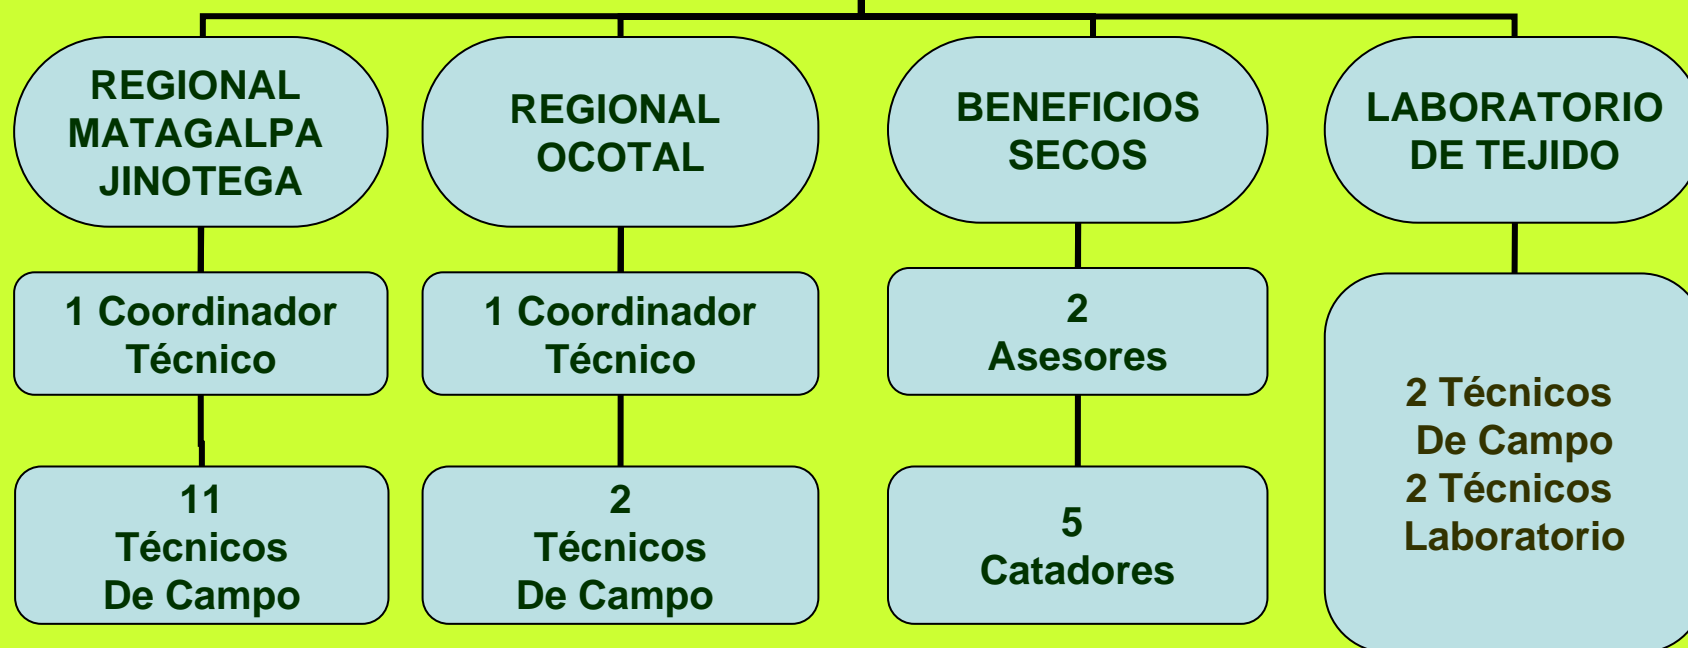 REGIONAL
MATAGALPA
JINOTEGA
REGIONAL
OCOTAL
BENEFICIOS
SECOS
LABORATORIO
DE TEJIDO
1 Coordinador
Técnico
1 Coordinador
Técnico
2
Asesores
2 Técnicos
De Campo
2 Técnicos
Laboratorio
11
Técnicos
De Campo
2
Técnicos
De Campo
5
Catadores